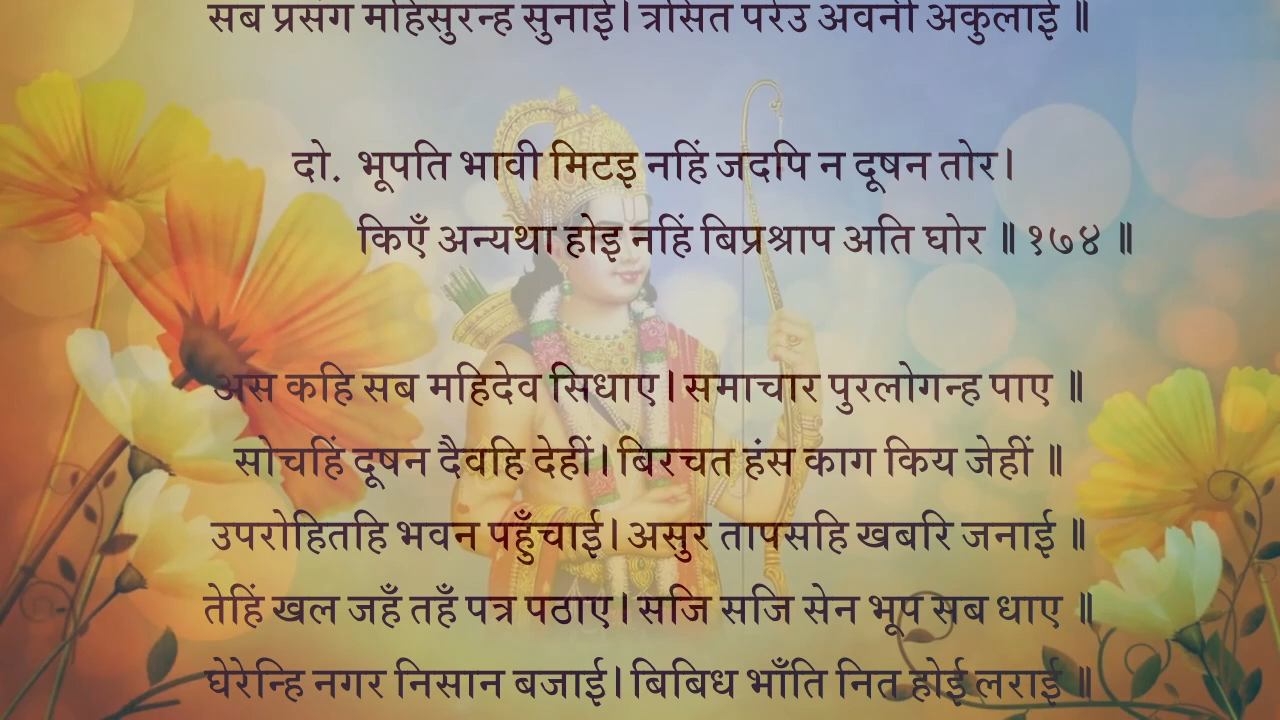 सब प्रसंग महिसुरन्ह सुनाई। त्रसित परेउ अवनीं अकुलाई ॥
दो. भूपति भावी मिटइ नहिं जदपि न दूषन तोर।
किएँ अन्यथा होइ नहिं बिप्रश्राप अति घोर ॥ १७४ ॥
अस कहि सब महिदेव सिधाए। समाचार पुरलोगन्ह पाए ॥
सोचहिं दूषन दैवहि देहीं। बिरचत हंस काग किय जेहीं ॥
उपरोहितहि भवन पहुँचाई। असुर तापसहि खबरि जनाई ॥
तेहिं खल जहँ तहँ पत्र पठाए। सजि सजि सेन भूप सब धाए ॥
घेरेन्हि नगर निसान बजाई। बिबिध भाँति नित होई लराई ॥